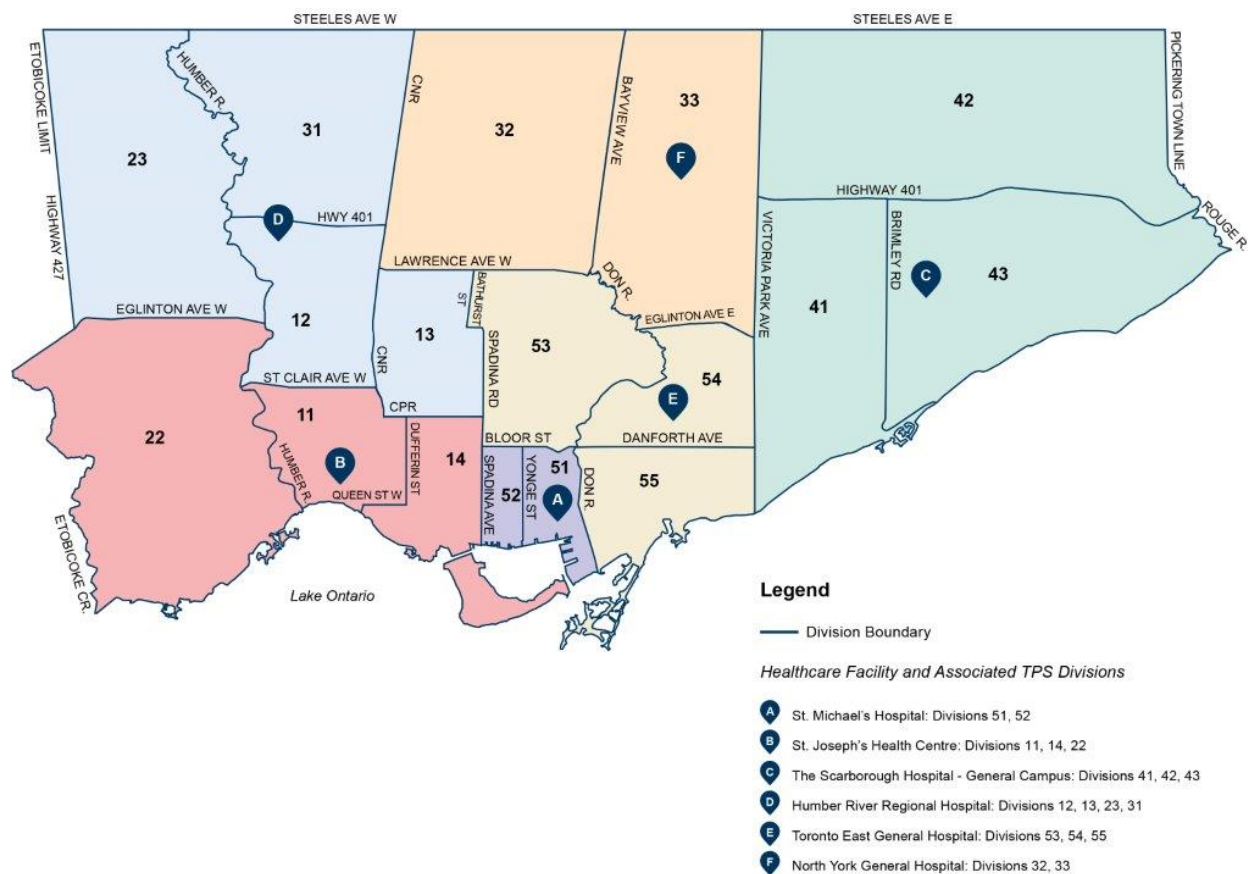 STEELES AVE W
STEELES AVE E
ETOBICOKE LIMIT
HUMBER R.
CNR
BAYVIEW AVE
PICKERING TOWN LINE
33
42
31
32
23
F
HIGHWAY 401
HIGHWAY 427
D
HWY 401
VICTORIA PARK AVE
BRIMLEY RD
ROUGE R.
LAWRENCE AVE W
DON R.
C
43
BATHURST ST
EGLINTON AVE W
EGLINTON AVE E
12
13
41
SPADINA RD
53
CNR
54
ST CLAIR AVE W
E
CPR
11
22
DUFFERIN ST
BLOOR ST
DANFORTH AVE
14
HUMBER R.
B
SPADINA AVE
YONGE ST
51
DON R.
55
QUEEN ST W
52
A
ETOBICOKE CR.
Lake Ontario
Legend
Division Boundary
Healthcare Facility and Associated TPS Divisions
A St. Michael's Hospital: Divisions 51, 52
B St. Joseph's Health Centre: Divisions 11, 14, 22
C The Scarborough Hospital - General Campus: Divisions 41, 42, 43
D Humber River Regional Hospital: Divisions 12, 13, 23, 31
E Toronto East General Hospital: Divisions 53, 54, 55
F North York General Hospital: Divisions 32, 33